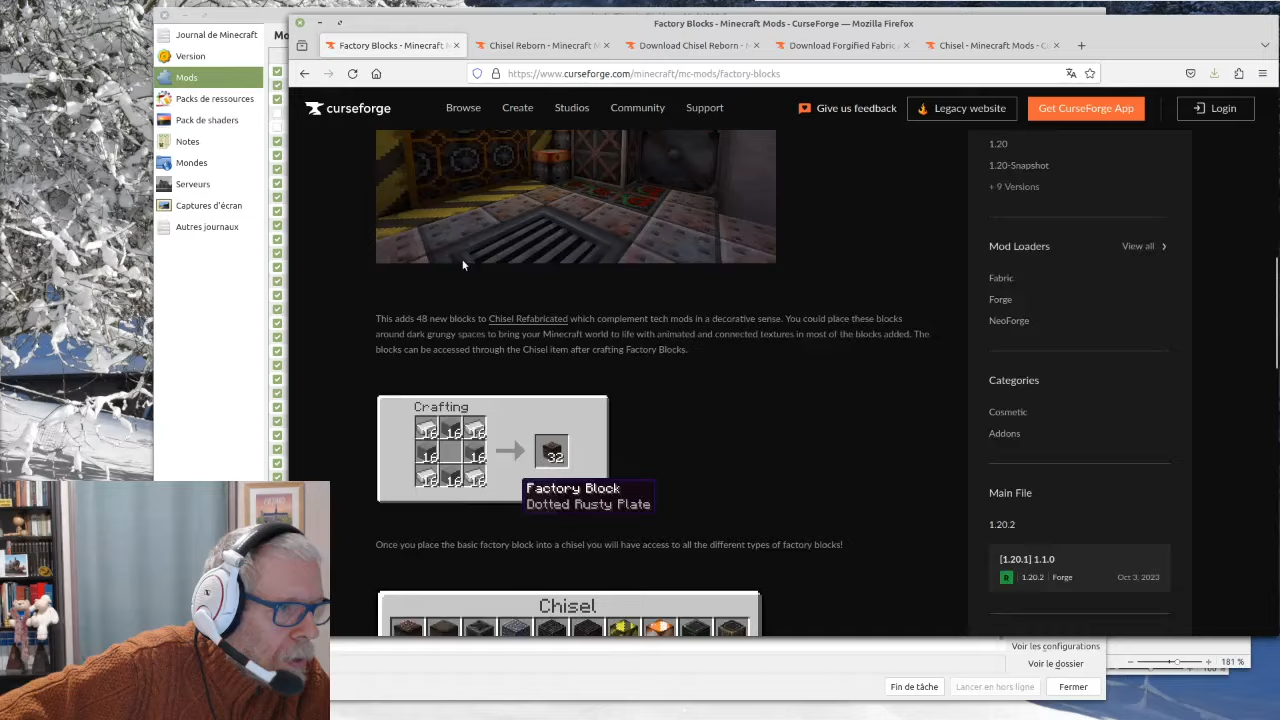 Factory Blocks - Minecraft Mods - CurseForge — Mozilla Firefox
Journal de Minecraft
Version
Mods
Packs de ressources
Pack de shaders
Notes
Mondes
Serveurs
Captures d'écran
Autres journaux
Mo
Factory Blocks - Minecraft M
Chisel Reborn - Minecraft M
Download Chisel Reborn - M
Download Forgified Fabric A
Chisel - Minecraft Mods - Cu
https://www.curseforge.com/minecraft/mc-mods/factory-blocks
curseforge
Browse
Create
Studios
Community
Support
Give us feedback
Legacy website
Get CurseForge App
Login
1.20
1.20-Snapshot
+ 9 Versions
Mod Loaders
View all
Fabric
Forge
NeoForge
Categories
Cosmetic
Addons
Main File
1.20.2
[1.20.1] 1.1.0
R 1.20.2 Forge Oct 3, 2023
This adds 48 new blocks to Chisel Refabricated which complement tech mods in a decorative sense. You could place these blocks
around dark grungy spaces to bring your Minecraft world to life with animated and connected textures in most of the blocks added. The
blocks can be accessed through the Chisel item after crafting Factory Blocks.
Crafting
16 16 16
16 16
16 16 16
32
Factory Block
Dotted Rusty Plate
Once you place the basic factory block into a chisel you will have access to all the different types of factory blocks!
Chisel
Voir les configurations
Voir le dossier
181 %
Fin de tâche
Lancer en hors ligne
Fermer